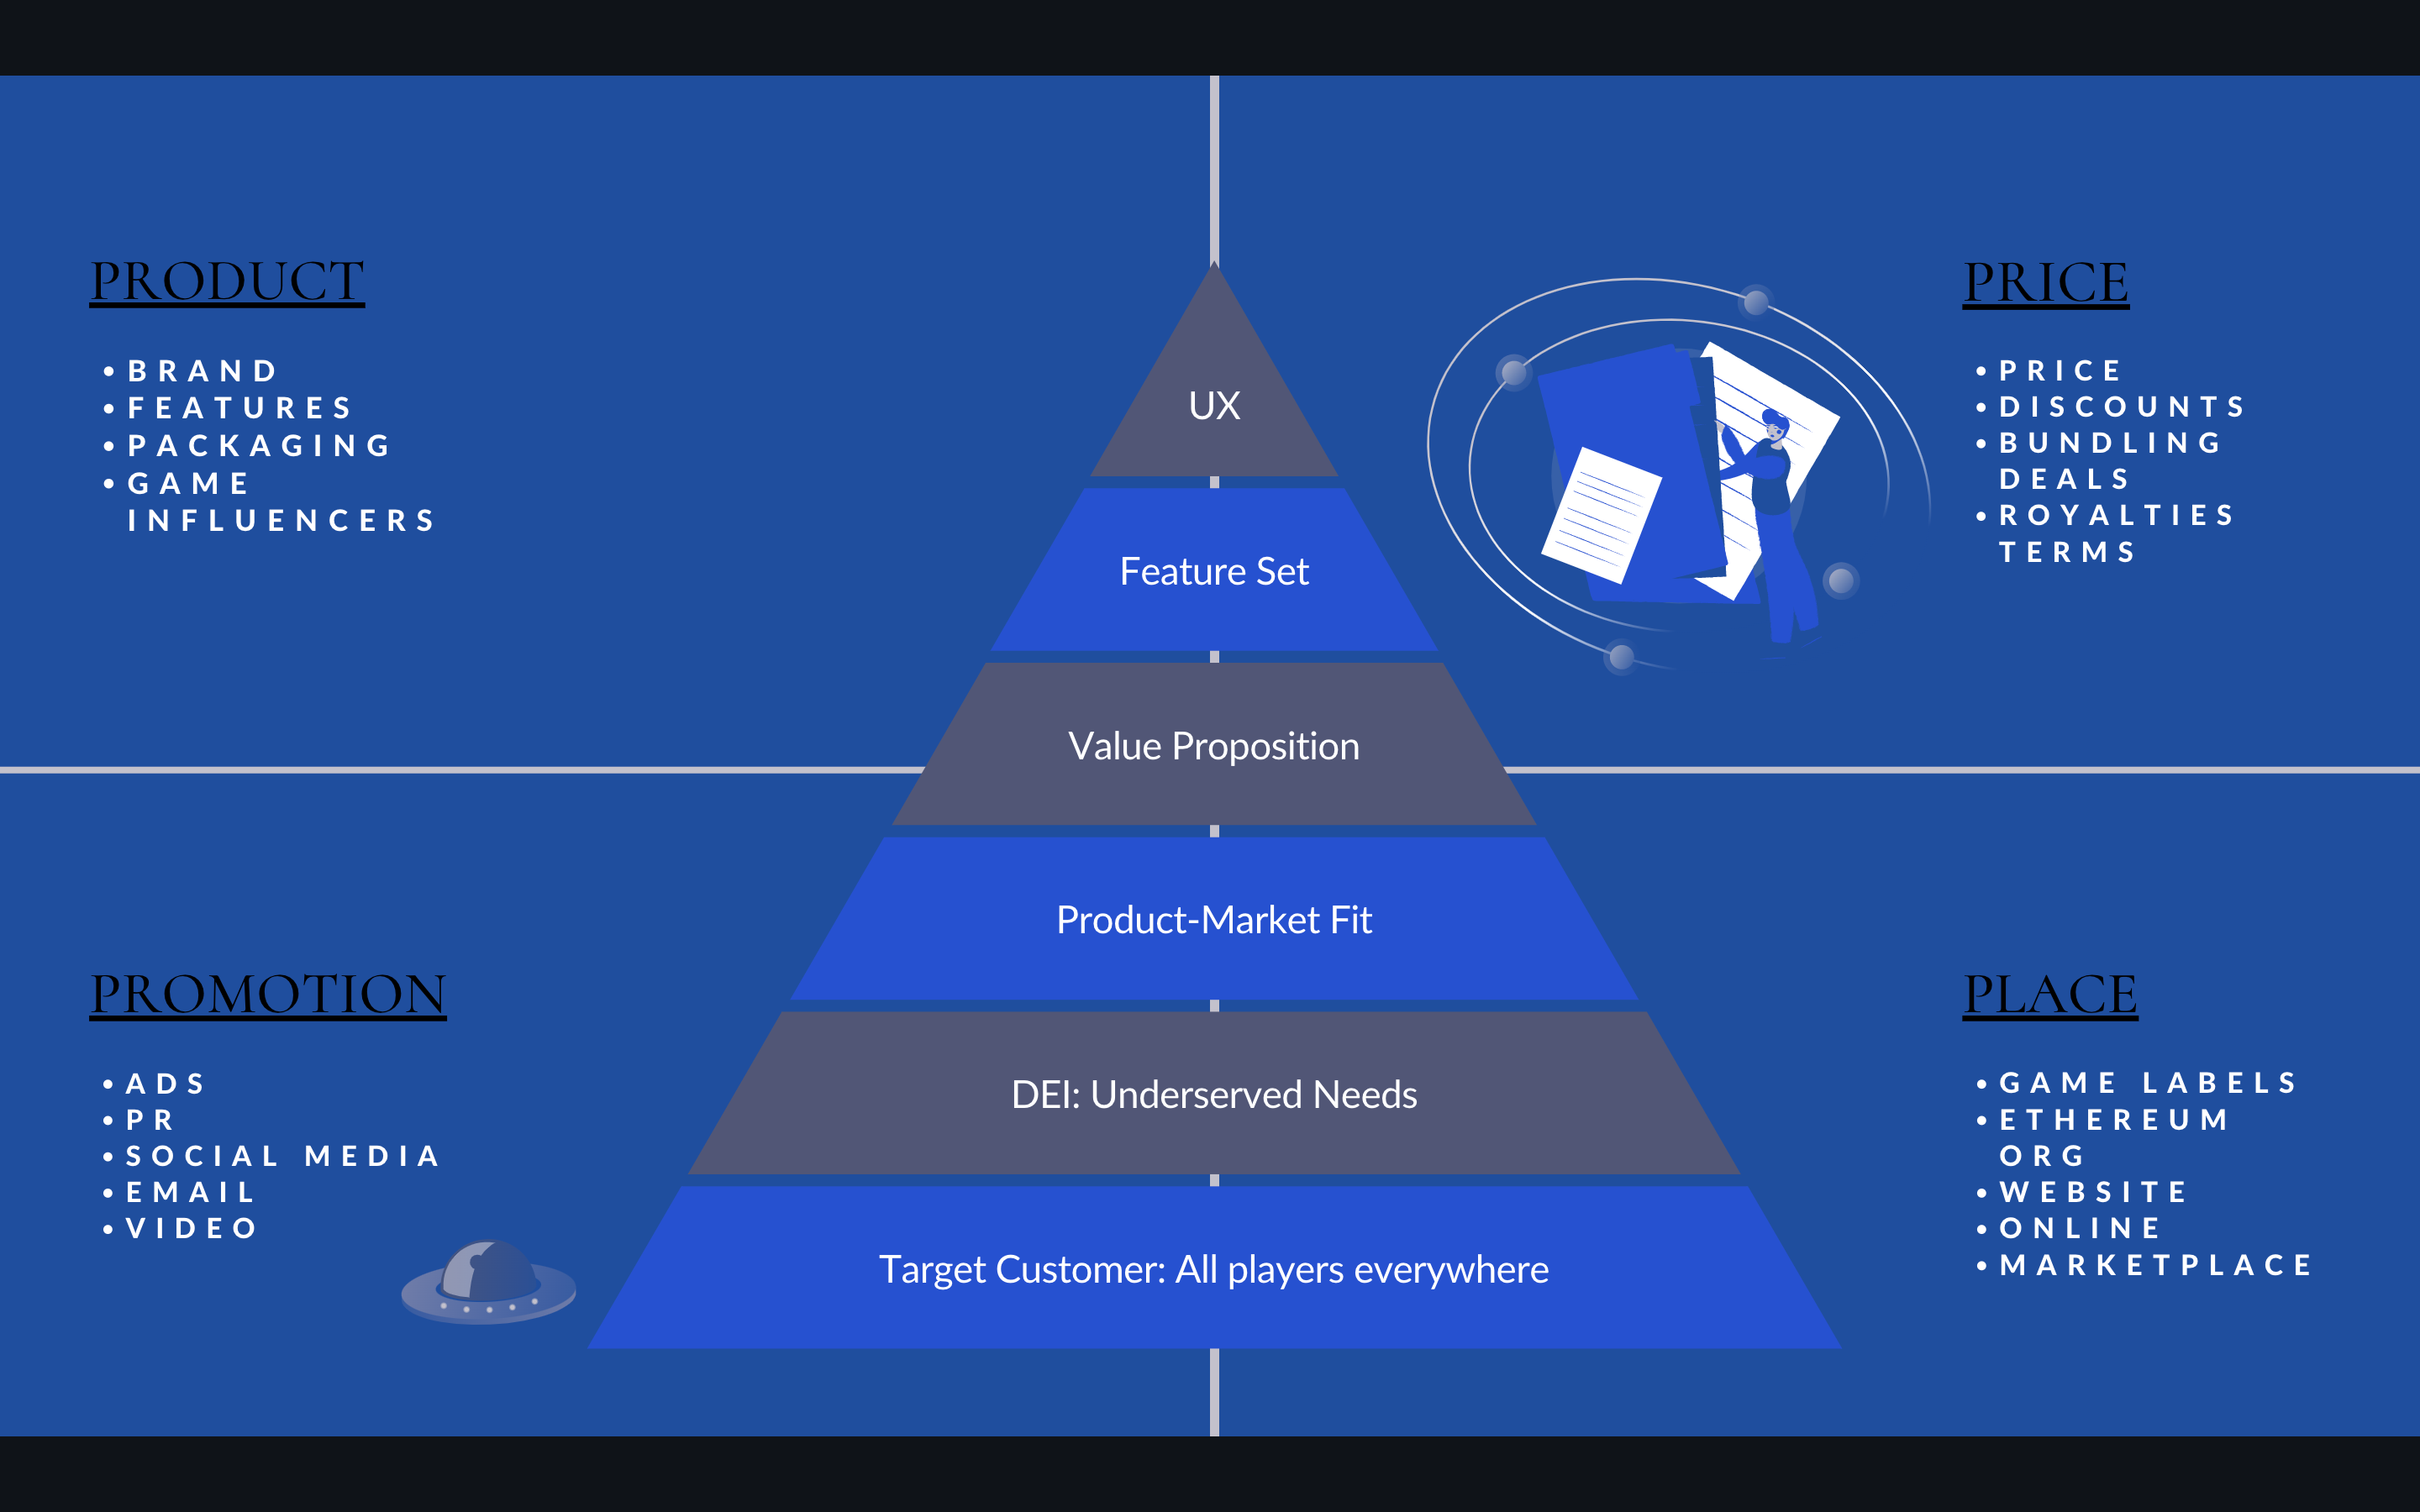 PRODUCT
• BRAND
• FEATURES
• PACKAGING
• GAME
INFLUENCERS
UX
Feature Set
Value Proposition
Product-Market Fit
DEI: Underserved Needs
Target Customer: All players everywhere
PRICE
• PRICE
• DISCOUNTS
• BUNDLING
DEALS
• ROYALTIES
TERMS
PROMOTION
• ADS
• PR
• SOCIAL MEDIA
• EMAIL
• VIDEO
PLACE
• GAME LABELS
• ETHEREUM
ORG
• WEBSITE
• ONLINE
• MARKETPLACE